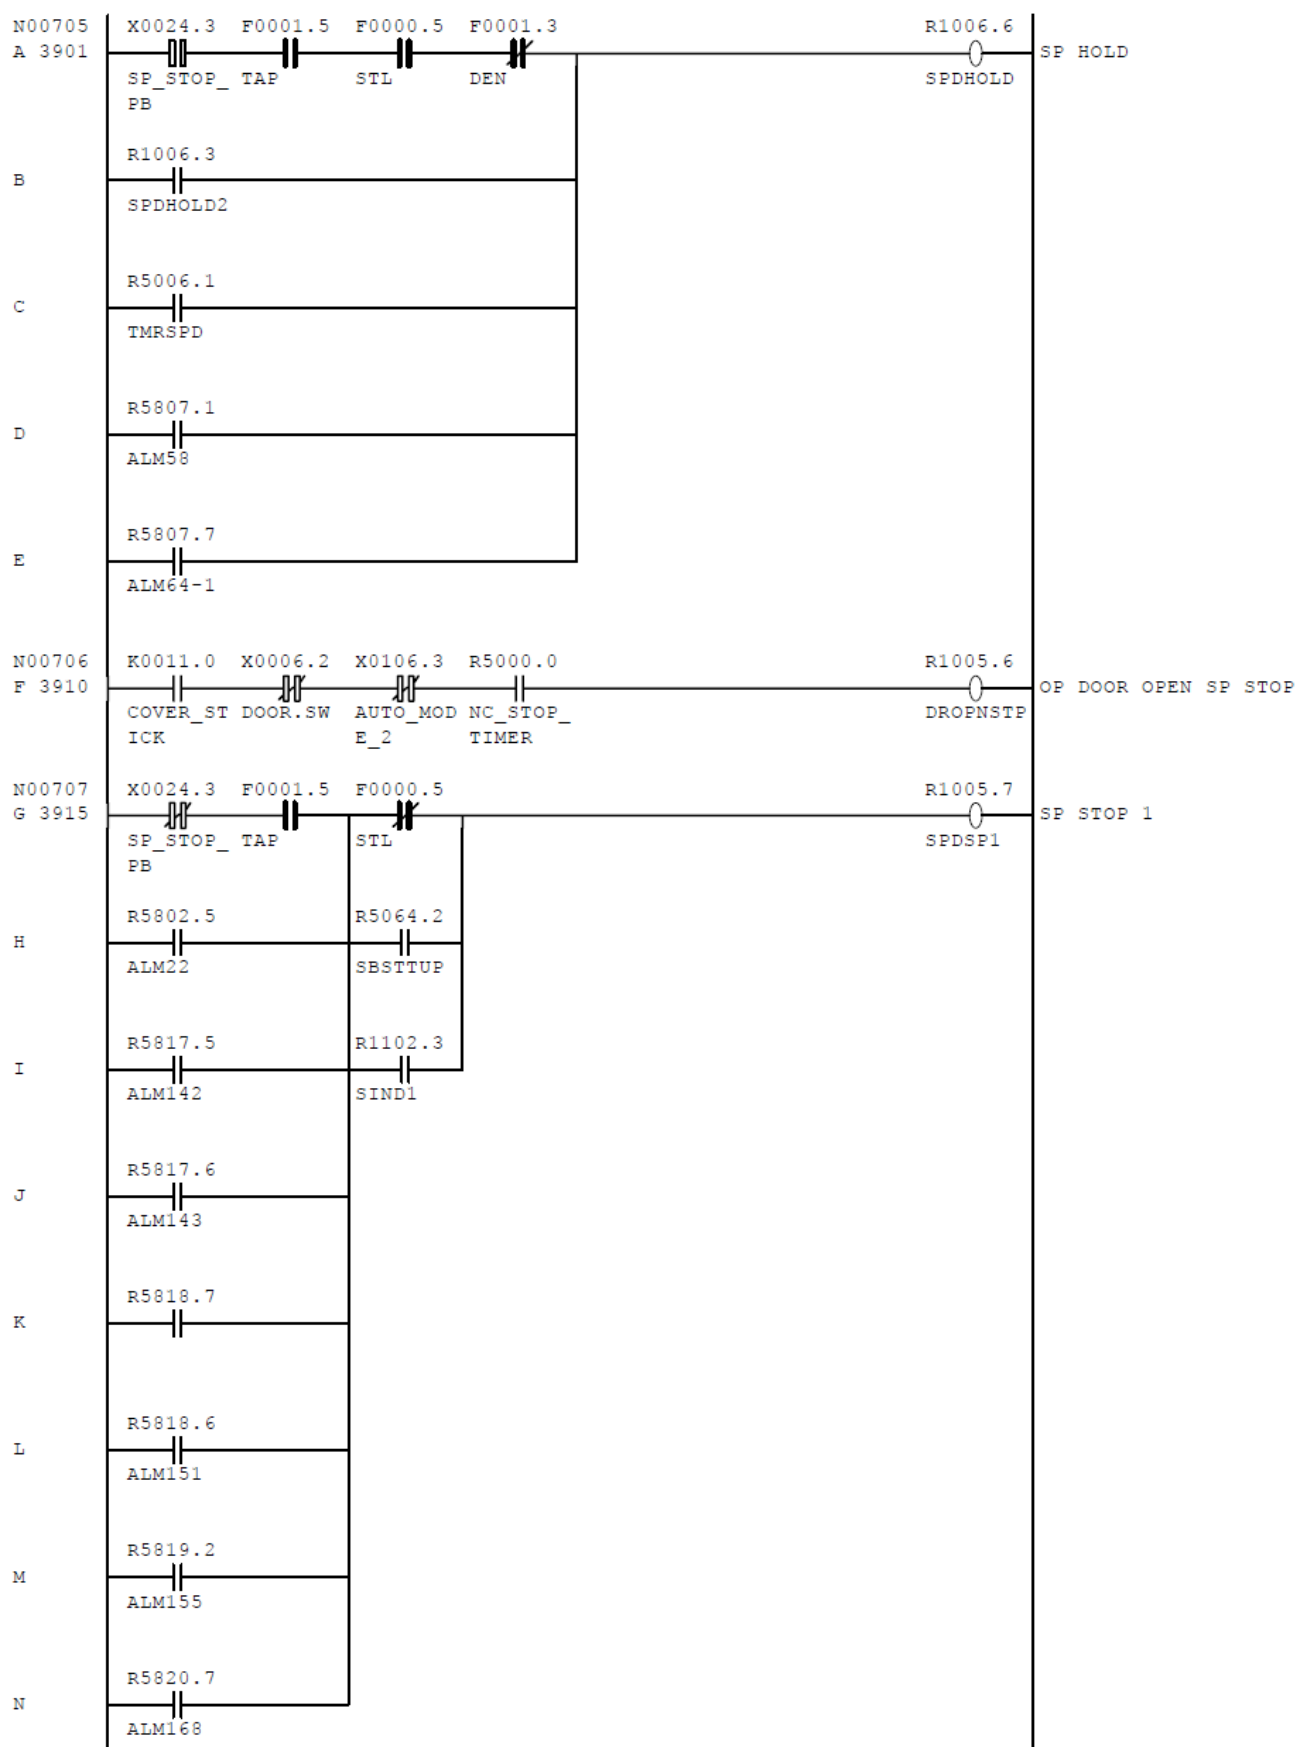 N00705 X0024.3 F0001.5 F0000.5 F0001.3 R1006.6
A 3901 SP HOLD
SP_STOP_ TAP STL DEN SPDHOLD
PB
R1006.3
B
SPDHOLD2
R5006.1
C
TMRSPD
R5807.1
D
ALM58
R5807.7
E
ALM64-1
N00706 K0011.0 X0006.2 X0106.3 R5000.0 R1005.6
F 3910 OP DOOR OPEN SP STOP
COVER_ST DOOR.SW AUTO_MOD NC_STOP_ DROPNSTP
ICK E_2 TIMER
N00707 X0024.3 F0001.5 F0000.5 R1005.7
G 3915 SP STOP 1
SP_STOP_ TAP STL SPDSP1
PB
R5802.5 R5064.2
H
ALM22 SBSTTUP
R5817.5 R1102.3
I
ALM142 SIND1
R5817.6
J
ALM143
R5818.7
K
R5818.6
L
ALM151
R5819.2
M
ALM155
R5820.7
N
ALM168